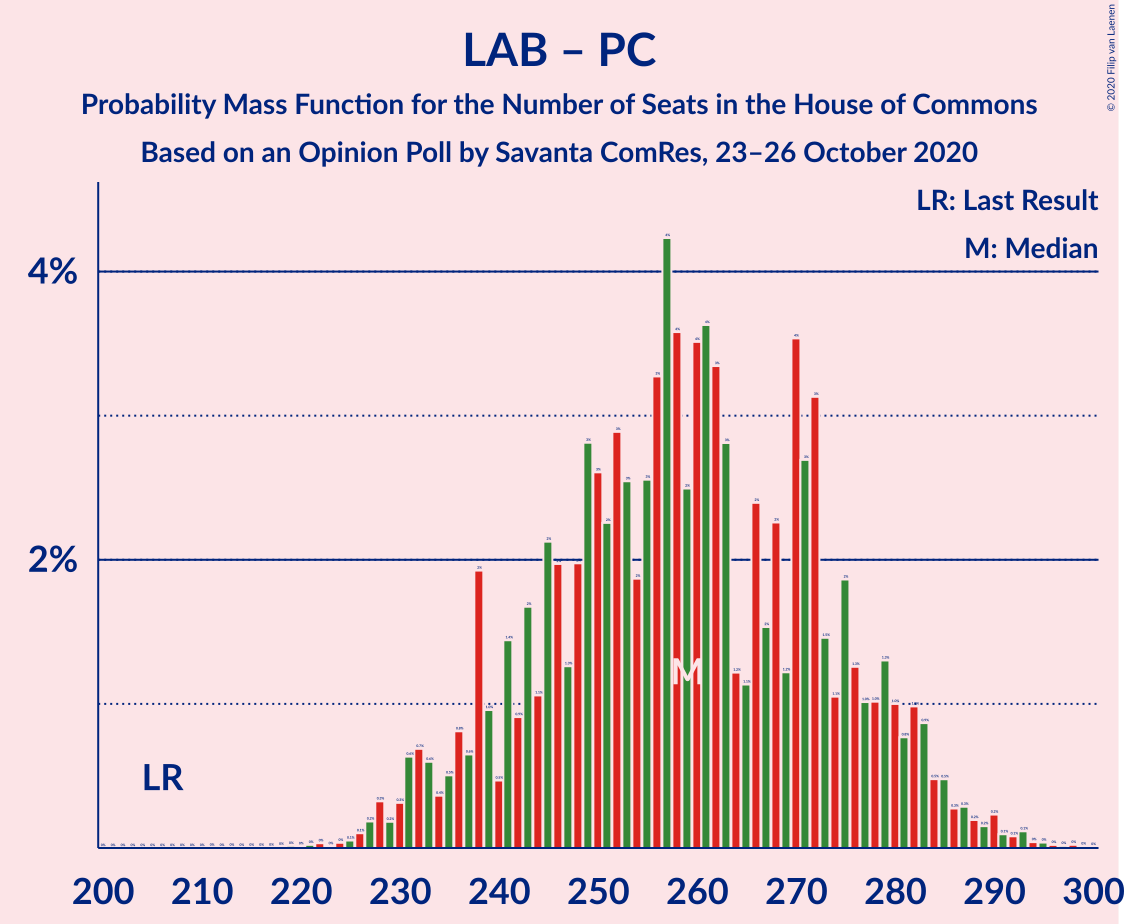 LAB – PC
Probability Mass Function for the Number of Seats in the House of Commons
Based on an Opinion Poll by Savanta ComRes, 23–26 October 2020
© 2020 Filip van Laenen
LR: Last Result
M: Median
4%
2%
M
LR
200 210 220 230 240 250 260 270 280 290 300